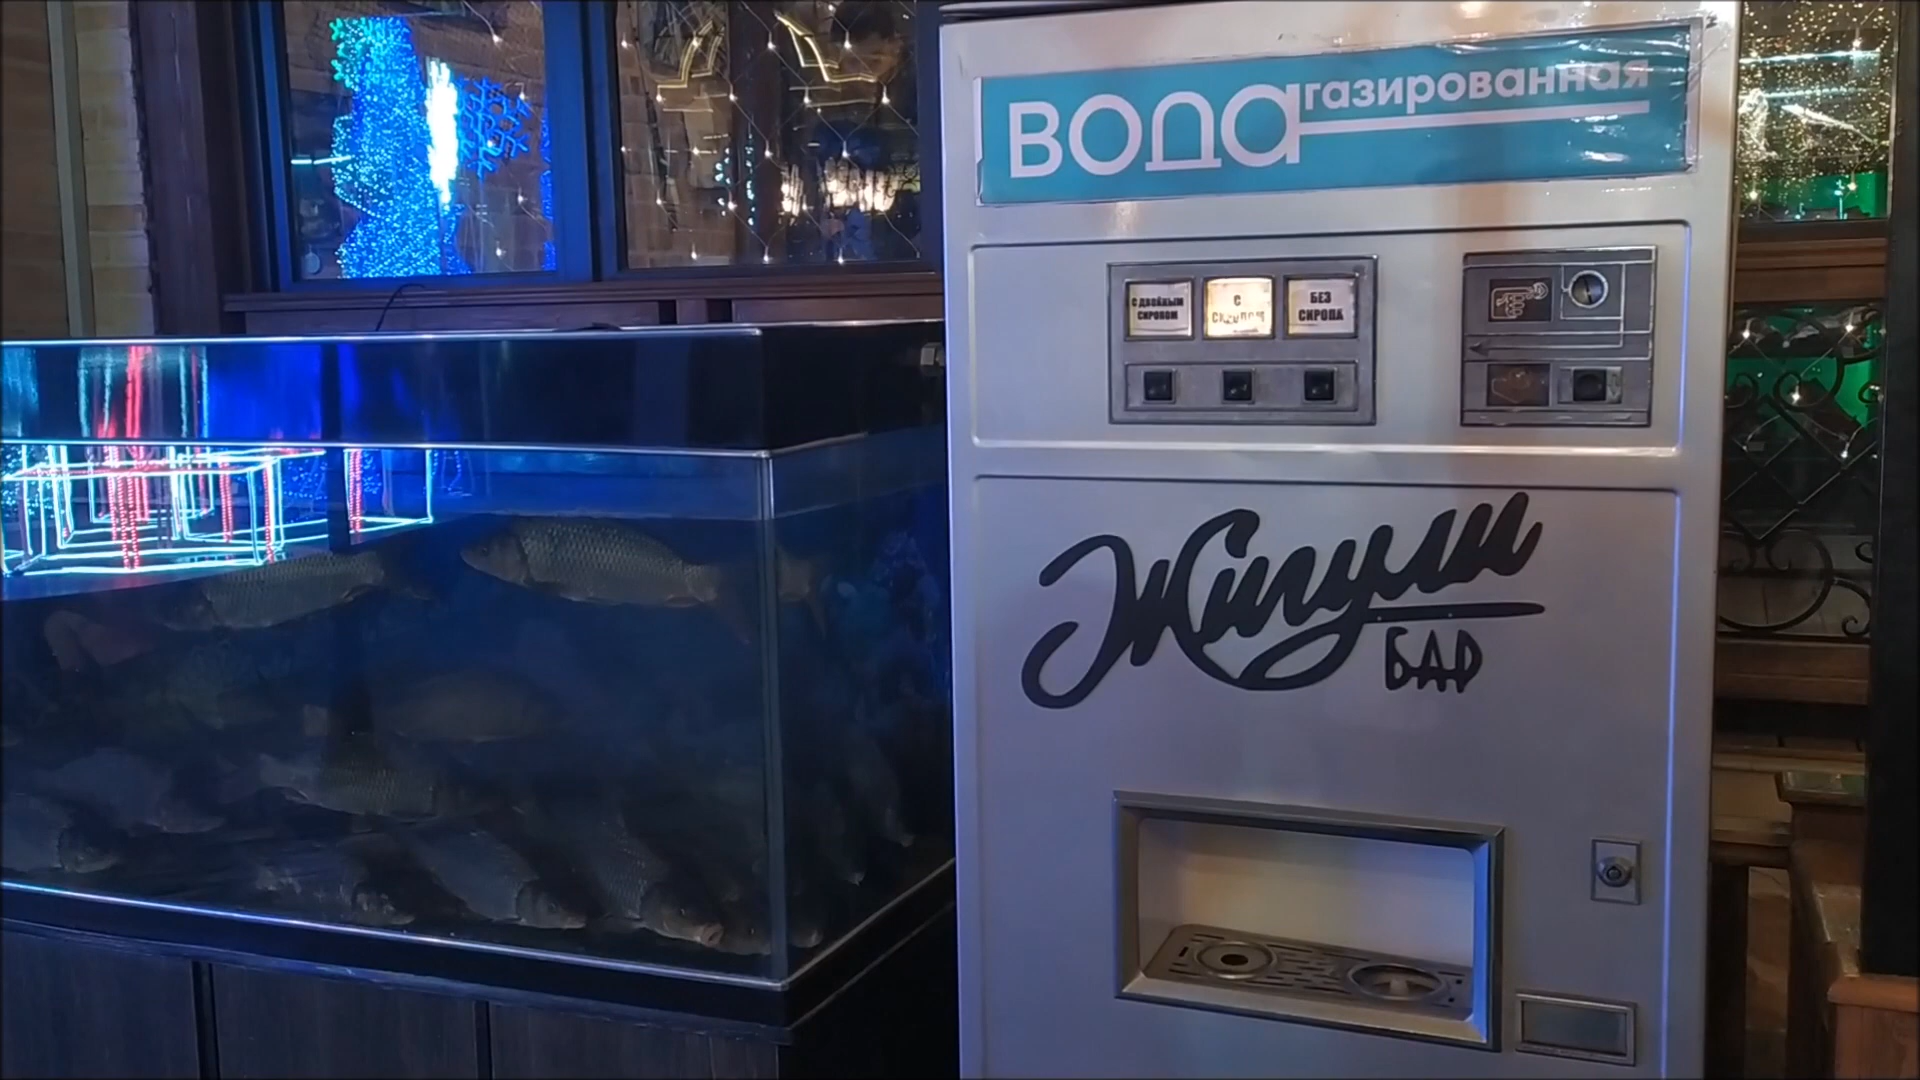 вода газированная
С ДВОЙНЫМ СИРОПОМ
С СИРОПОМ
БЕЗ СИРОПА
Жигули
БАР